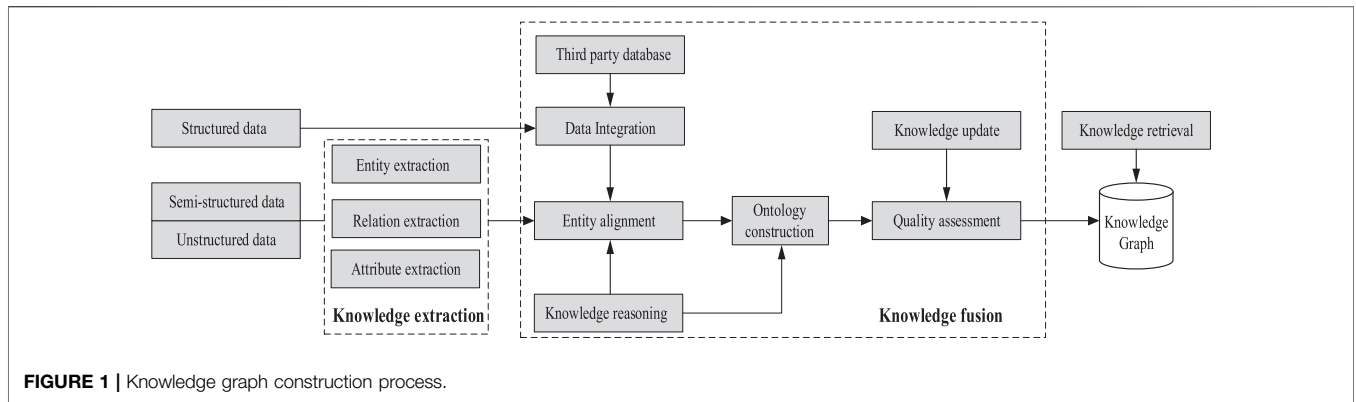 Third party database
Structured data
Data Integration
Knowledge update
Knowledge retrieval
Entity extraction
Semi-structured data
Unstructured data
Relation extraction
Attribute extraction
Knowledge extraction
Entity alignment
Ontology
construction
Quality assessment
Knowledge
Graph
Knowledge reasoning
Knowledge fusion
FIGURE 1 | Knowledge graph construction process.